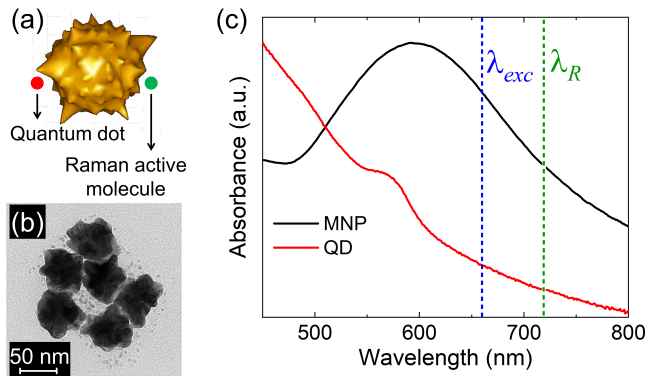 (a)
Quantum dot
Raman active
molecule
(b)
50 nm
(c)
λexc
λR
MNP
QD
Absorbance (a.u.)
500 600 700 800
Wavelength (nm)